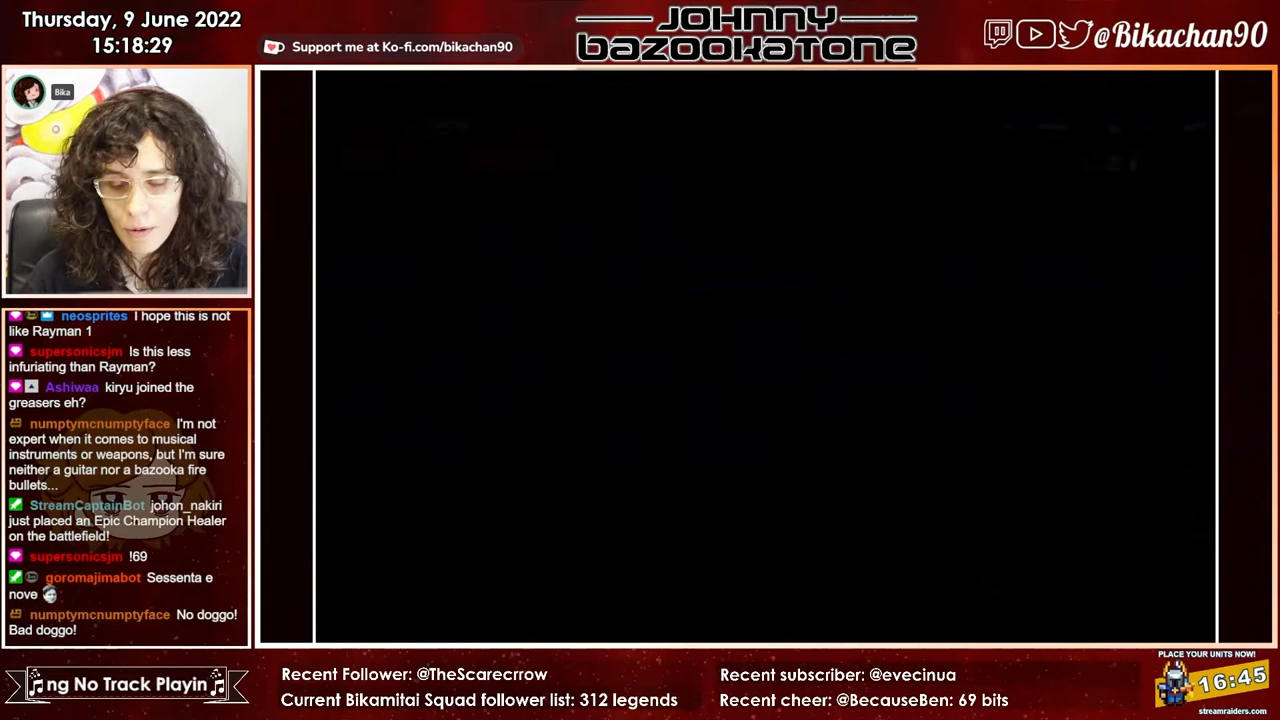 Thursday, 9 June 2022
15:18:29
Support me at Ko-fi.com/bikachan90
JOHNNY
BAZOOKATONE
@Bikachan90
Bika
neosprites I hope this is not
like Rayman 1
supersonicsjm Is this less
infuriating than Rayman?
Ashiwaa kiryu joined the
greasers eh?
numptymcnumptyface I'm not
expert when it comes to musical
instruments or weapons, but I'm sure
neither a guitar nor a bazooka fire
bullets...
StreamCaptainBot johon_nakiri
just placed an Epic Champion Healer
on the battlefield!
supersonicsjm !69
goromajimabot Sessenta e
nove
numptymcnumptyface No doggo!
Bad doggo!
ng No Track Playin
Recent Follower: @TheScarecrrow
Current Bikamitai Squad follower list: 312 legends
Recent subscriber: @evecinua
Recent cheer: @BecauseBen: 69 bits
PLACE YOUR UNITS NOW!
16:45
streamraiders.com